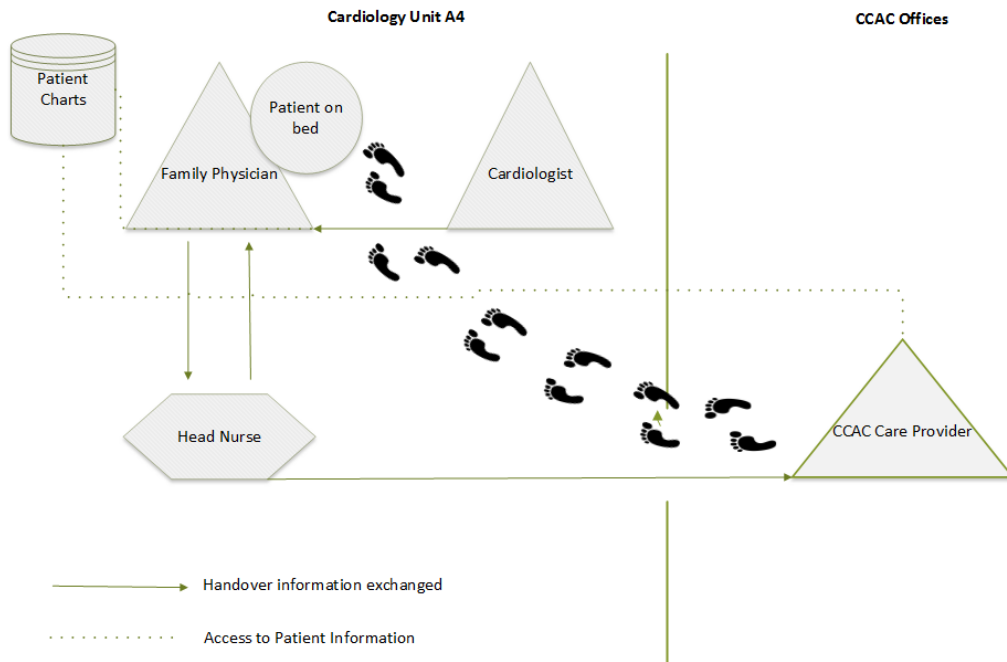 Cardiology Unit A4
CCAC Offices
Patient
Charts
Patient on
bed
Family Physician
Cardiologist
Head Nurse
CCAC Care Provider
Handover information exchanged
Access to Patient Information